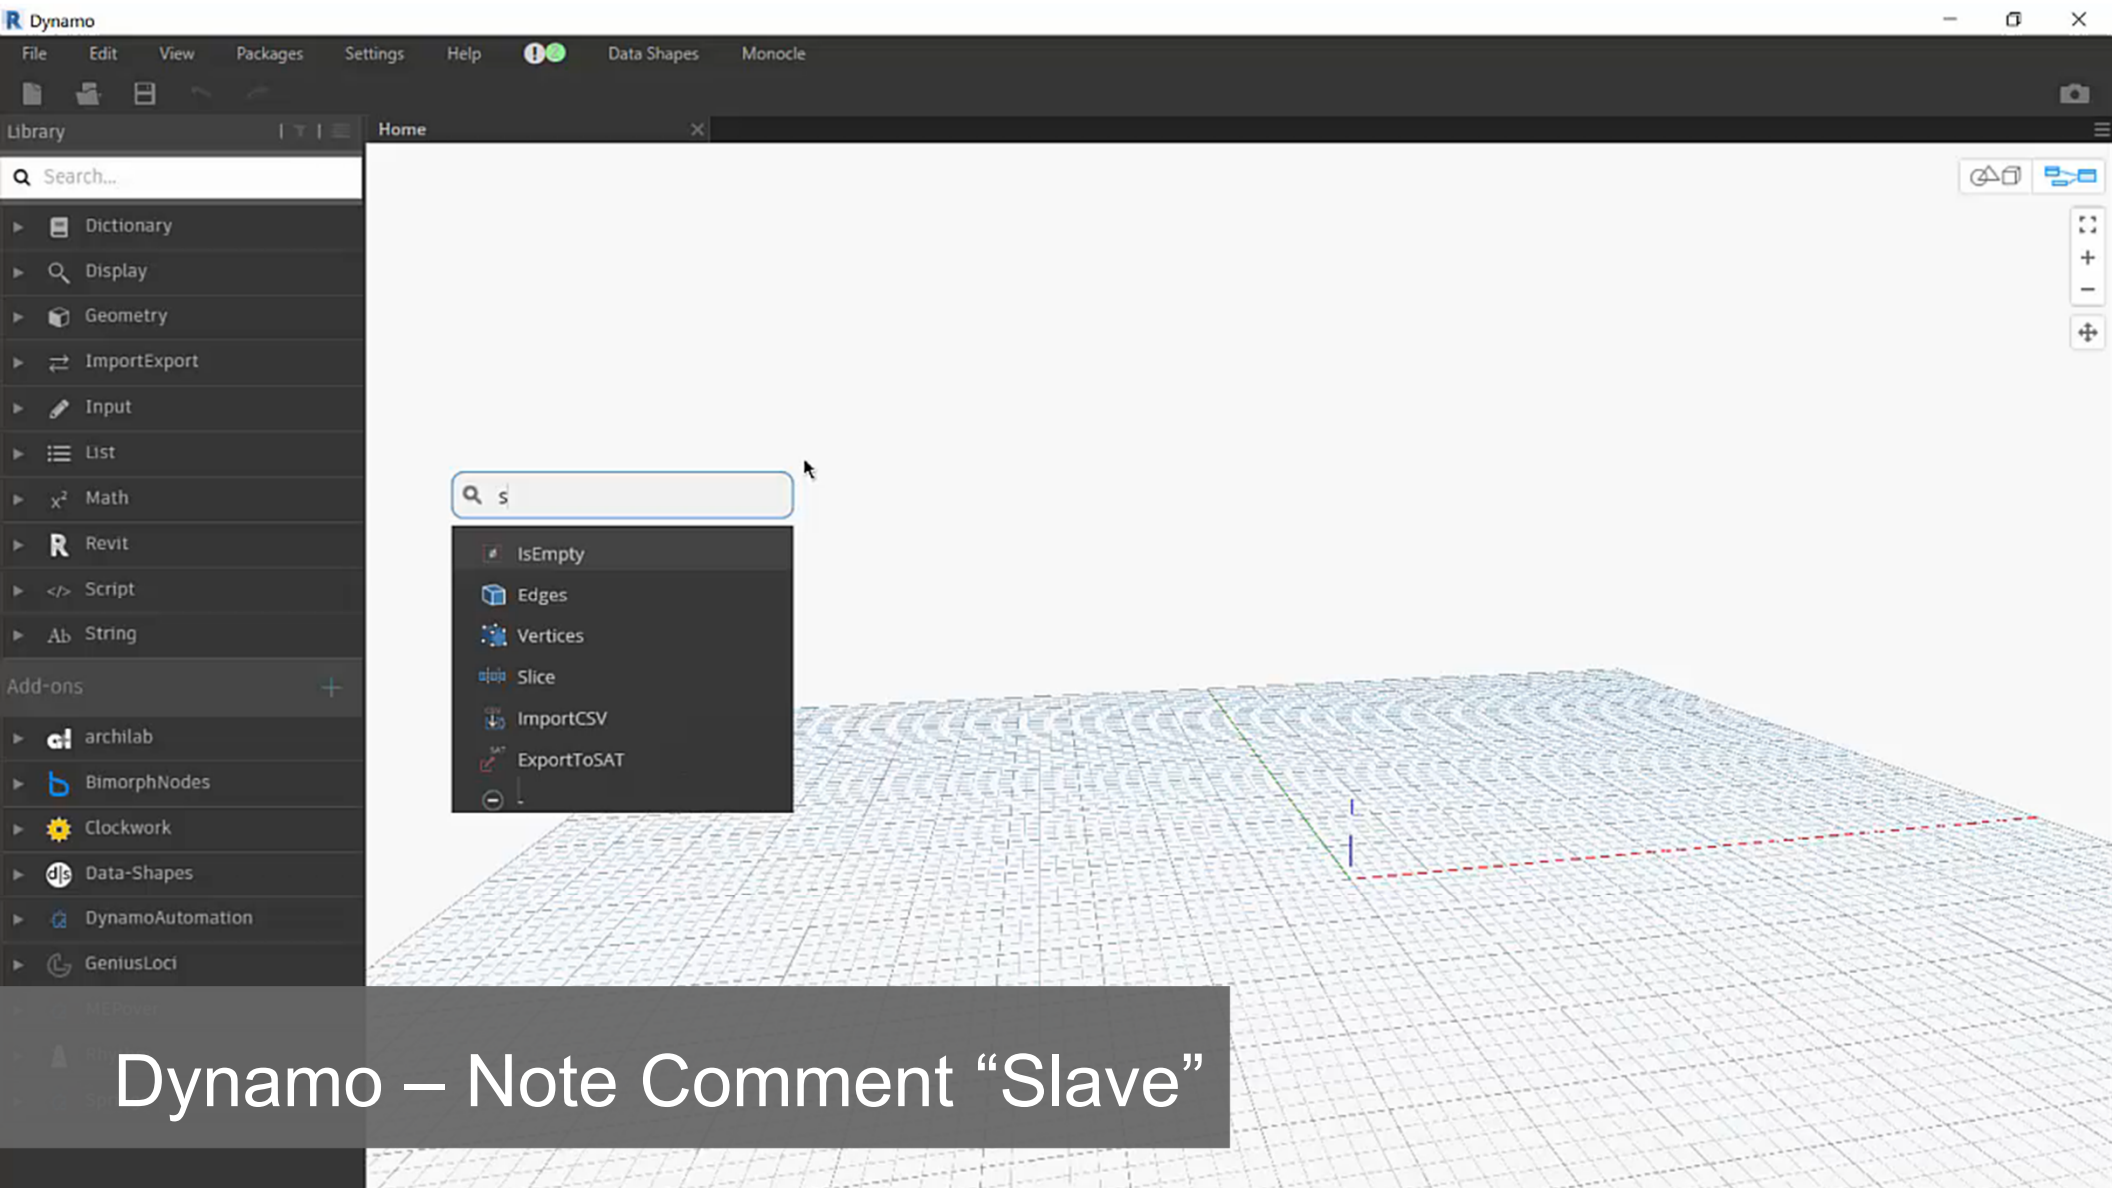 Dynamo
File Edit View Packages Settings Help Data Shapes Monocle
Library
Home
Search...
Dictionary
Display
Geometry
ImportExport
Input
List
Math
Revit
Script
String
Add-ons
archilab
BimorphNodes
Clockwork
Data-Shapes
DynamoAutomation
GeniusLoci
MEPover
s
IsEmpty
Edges
Vertices
Slice
ImportCSV
ExportToSAT
-
Dynamo – Note Comment “Slave”